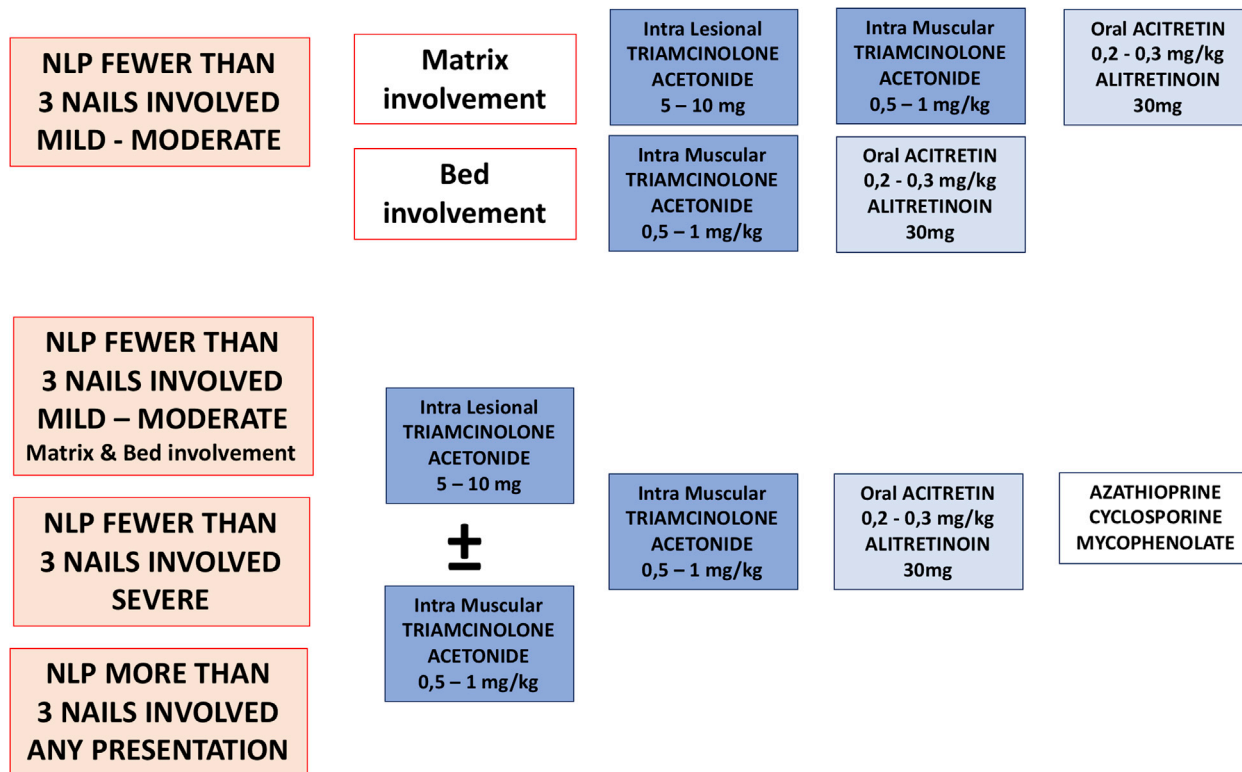 NLP FEWER THAN
3 NAILS INVOLVED
MILD - MODERATE
Matrix
involvement
Intra Lesional
TRIAMCINOLONE
ACETONIDE
5 – 10 mg
Intra Muscular
TRIAMCINOLONE
ACETONIDE
0,5 – 1 mg/kg
Oral ACITRETIN
0,2 - 0,3 mg/kg
ALITRETINOIN
30mg
Bed
involvement
Intra Muscular
TRIAMCINOLONE
ACETONIDE
0,5 – 1 mg/kg
Oral ACITRETIN
0,2 - 0,3 mg/kg
ALITRETINOIN
30mg
NLP FEWER THAN
3 NAILS INVOLVED
MILD – MODERATE
Matrix & Bed involvement
NLP FEWER THAN
3 NAILS INVOLVED
SEVERE
NLP MORE THAN
3 NAILS INVOLVED
ANY PRESENTATION
Intra Lesional
TRIAMCINOLONE
ACETONIDE
5 – 10 mg
±
Intra Muscular
TRIAMCINOLONE
ACETONIDE
0,5 – 1 mg/kg
Intra Muscular
TRIAMCINOLONE
ACETONIDE
0,5 – 1 mg/kg
Oral ACITRETIN
0,2 - 0,3 mg/kg
ALITRETINOIN
30mg
AZATHIOPRINE
CYCLOSPORINE
MYCOPHENOLATE